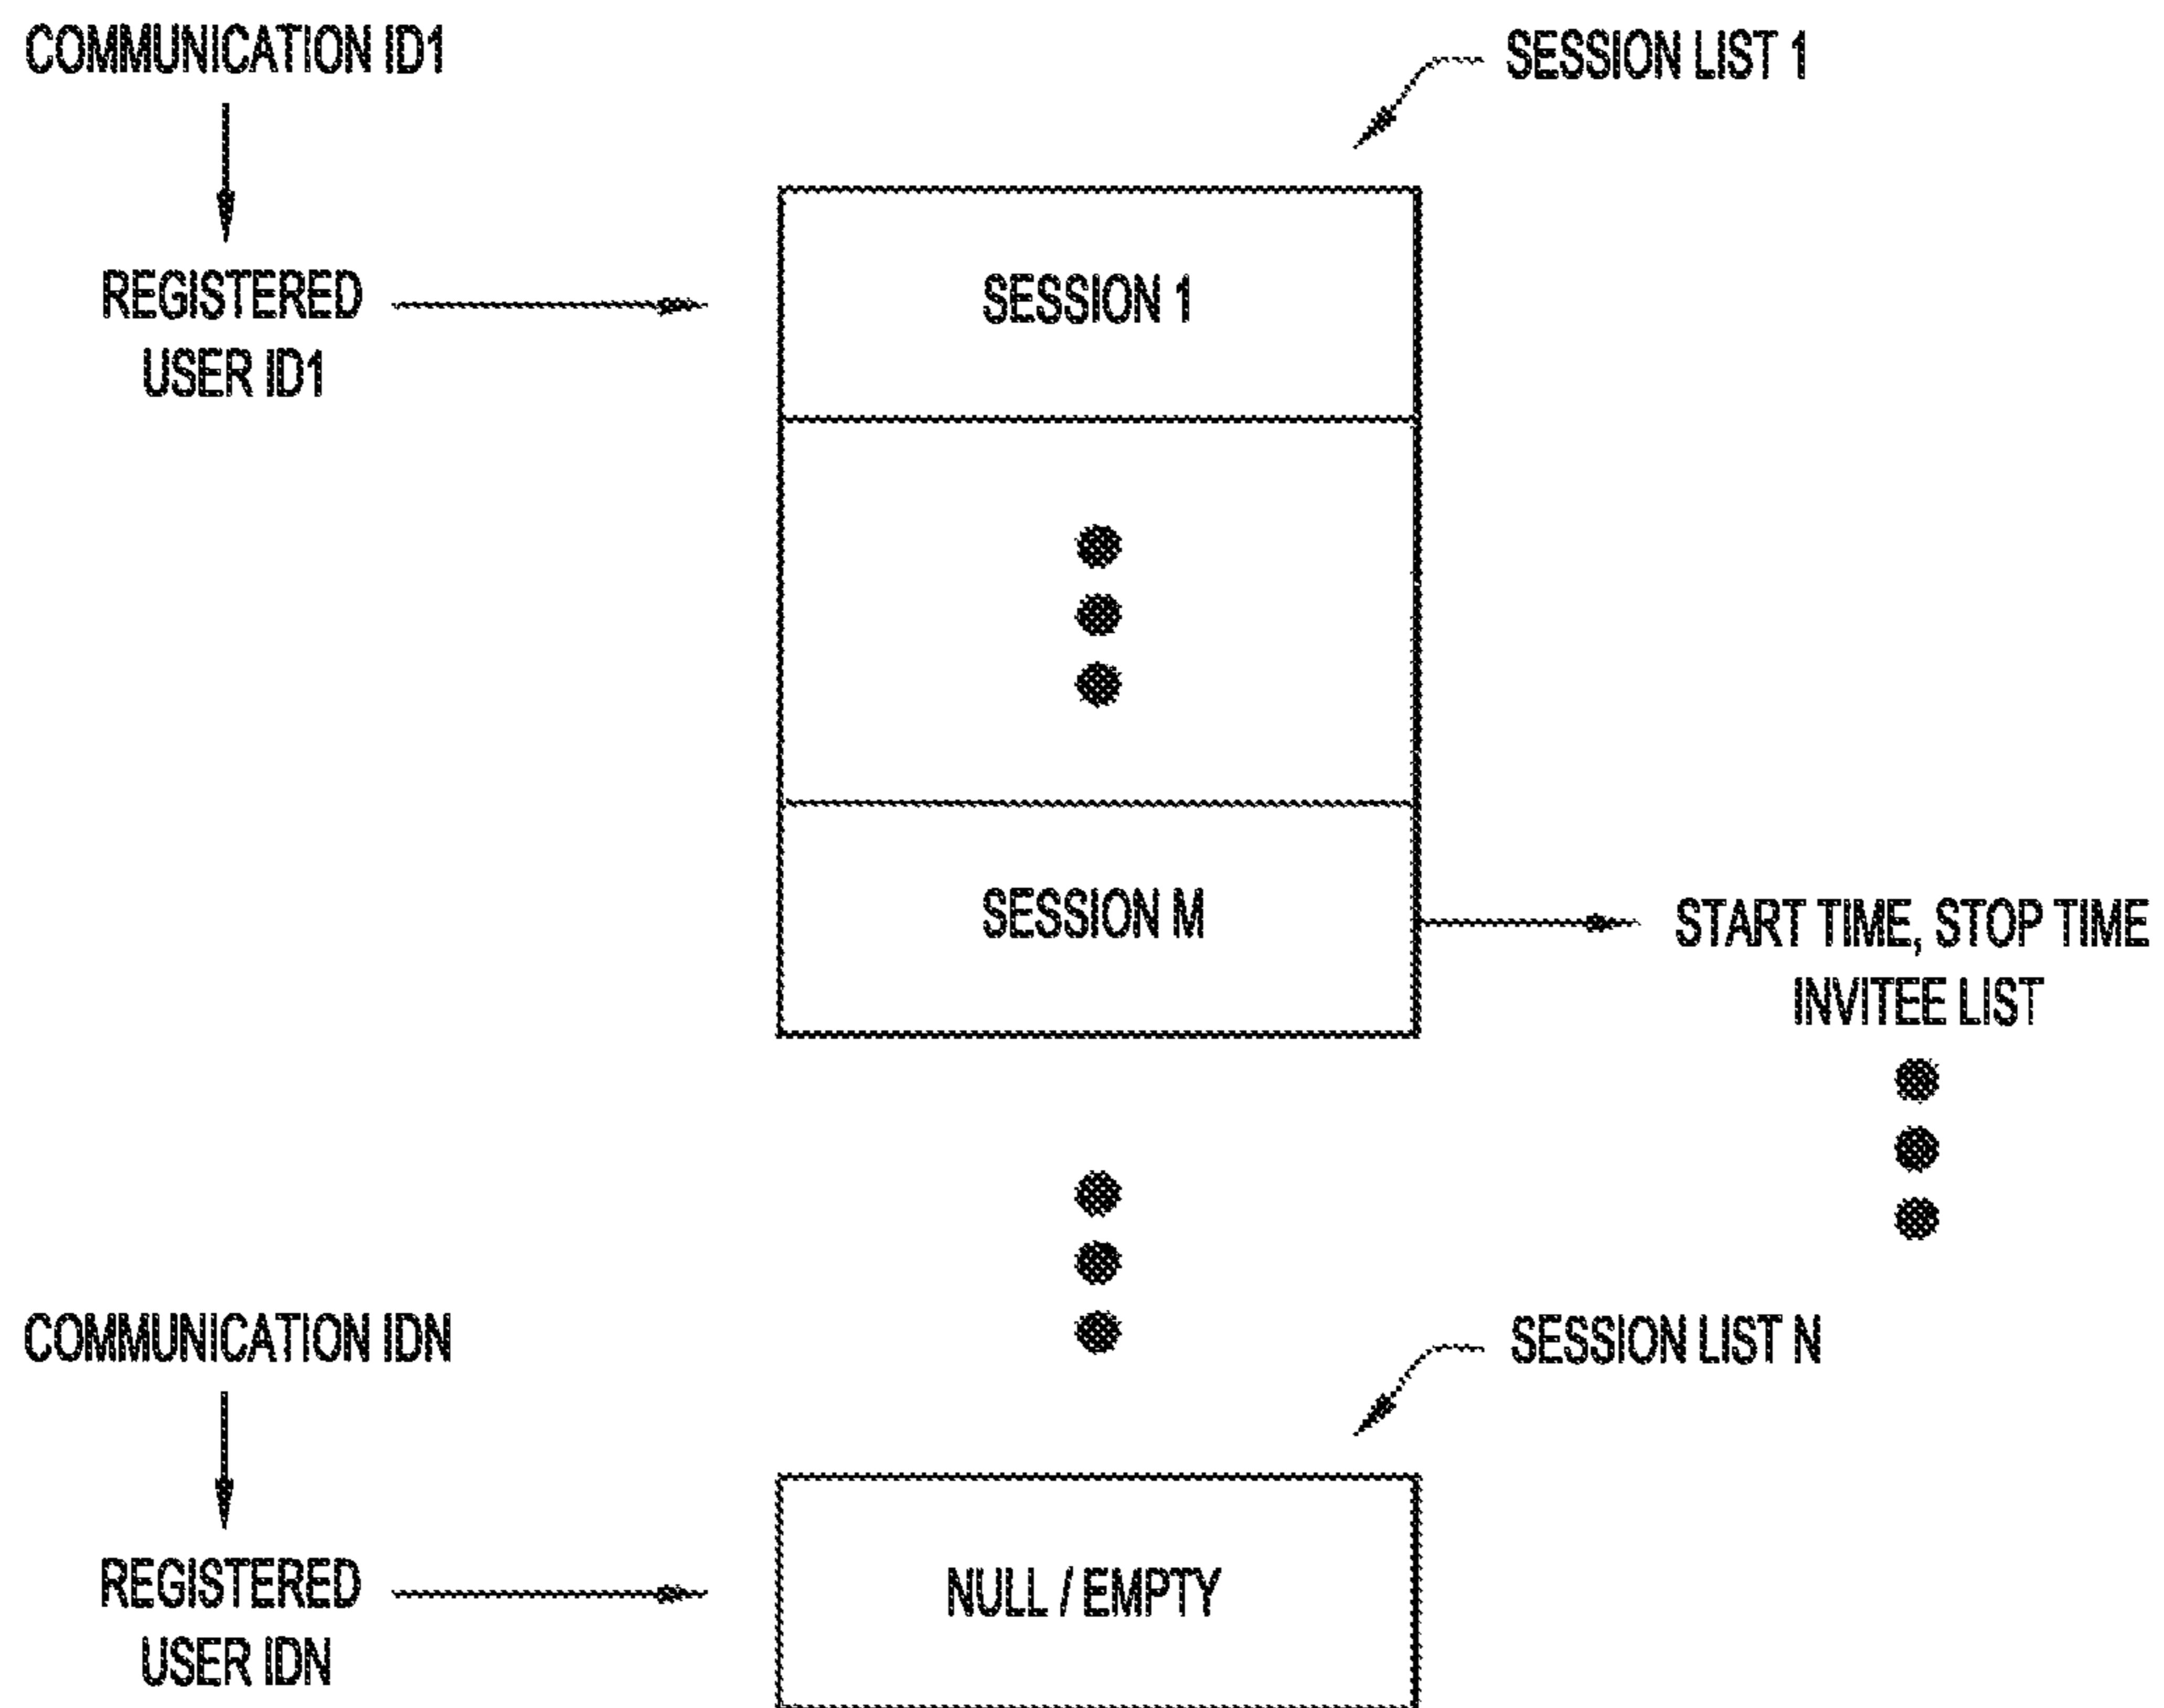 COMMUNICATION ID1
SESSION LIST 1
REGISTERED
USER ID1
SESSION 1
SESSION M
START TIME, STOP TIME
INVITEE LIST
COMMUNICATION IDN
SESSION LIST N
REGISTERED
USER IDN
NULL / EMPTY